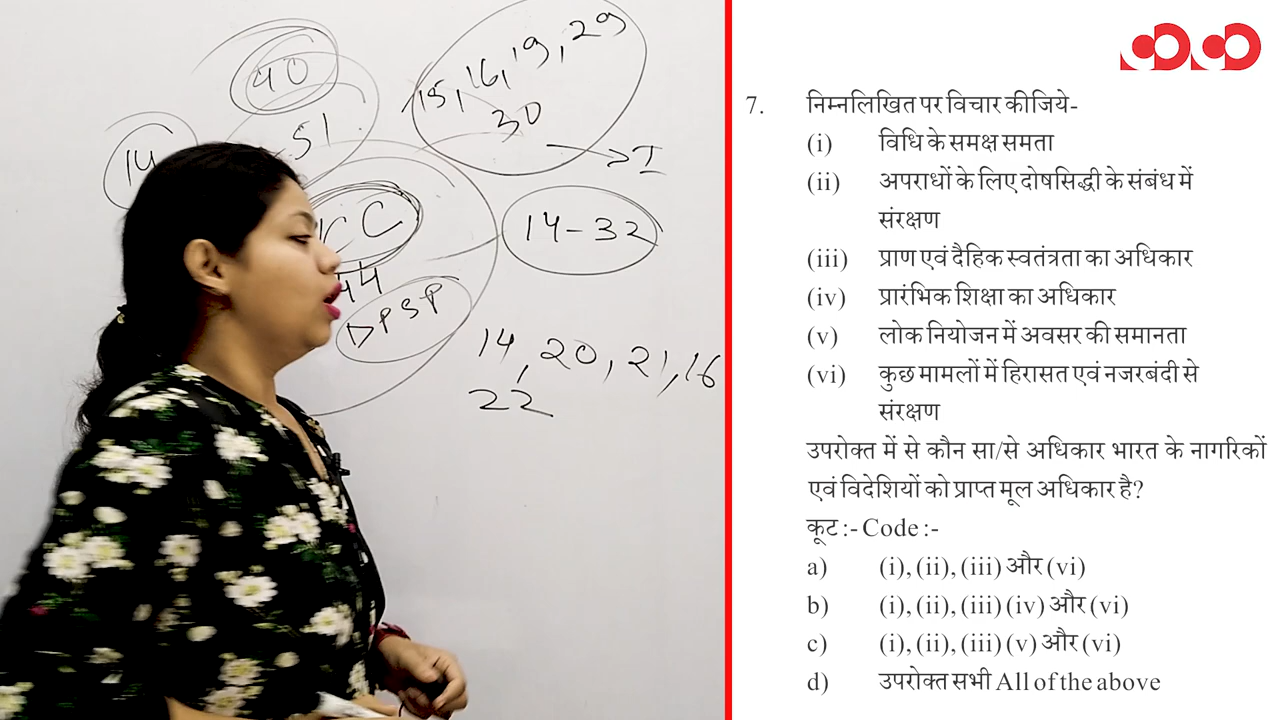 40
15, 16, 19, 29
30
51
→ I
14
14-32
44
DPSP
14, 20, 21, 16
22
7. निम्नलिखित पर विचार कीजिये-
(i) विधि के समक्ष समता
(ii) अपराधों के लिए दोषसिद्धी के संबंध में
संरक्षण
(iii) प्राण एवं दैहिक स्वतंत्रता का अधिकार
(iv) प्रारंभिक शिक्षा का अधिकार
(v) लोक नियोजन में अवसर की समानता
(vi) कुछ मामलों में हिरासत एवं नजरबंदी से
संरक्षण
उपरोक्त में से कौन सा/से अधिकार भारत के नागरिकों
एवं विदेशियों को प्राप्त मूल अधिकार है?
कूट :- Code :-
a) (i), (ii), (iii) और (vi)
b) (i), (ii), (iii) (iv) और (vi)
c) (i), (ii), (iii) (v) और (vi)
d) उपरोक्त सभी All of the above